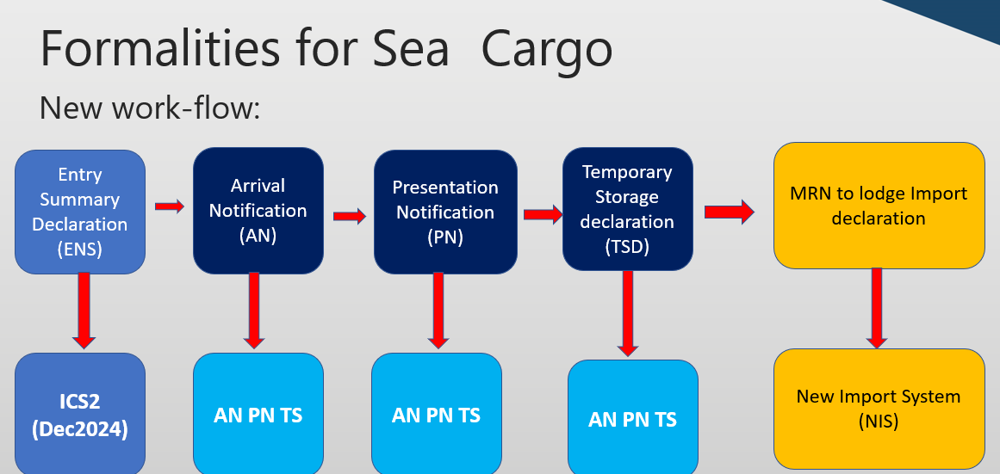 Formalities for Sea Cargo
New work-flow:
Entry
Summary
Declaration
(ENS)
Arrival
Notification
(AN)
Presentation
Notification
(PN)
Temporary
Storage
declaration
(TSD)
MRN to lodge Import
declaration
ICS2
(Dec2024)
AN PN TS
AN PN TS
AN PN TS
New Import System
(NIS)